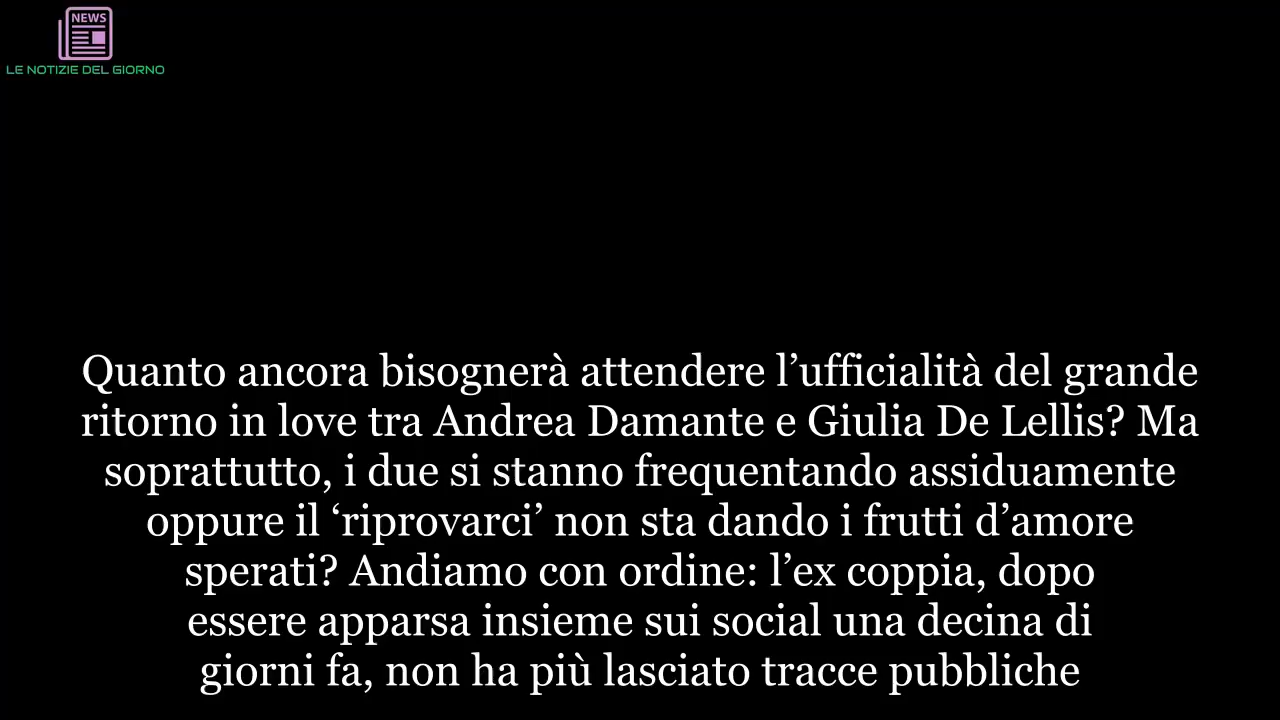 NEWS
LE NOTIZIE DEL GIORNO
Quanto ancora bisognerà attendere l’ufficialità del grande
ritorno in love tra Andrea Damante e Giulia De Lellis? Ma
soprattutto, i due si stanno frequentando assiduamente
oppure il ‘riprovarci’ non sta dando i frutti d’amore
sperati? Andiamo con ordine: l’ex coppia, dopo
essere apparsa insieme sui social una decina di
giorni fa, non ha più lasciato tracce pubbliche